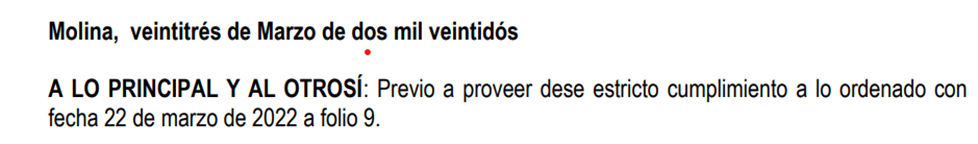 Molina, veintitrés de Marzo de dos mil veintidós
A LO PRINCIPAL Y AL OTROSÍ: Previo a proveer dese estricto cumplimiento a lo ordenado con
fecha 22 de marzo de 2022 a folio 9.